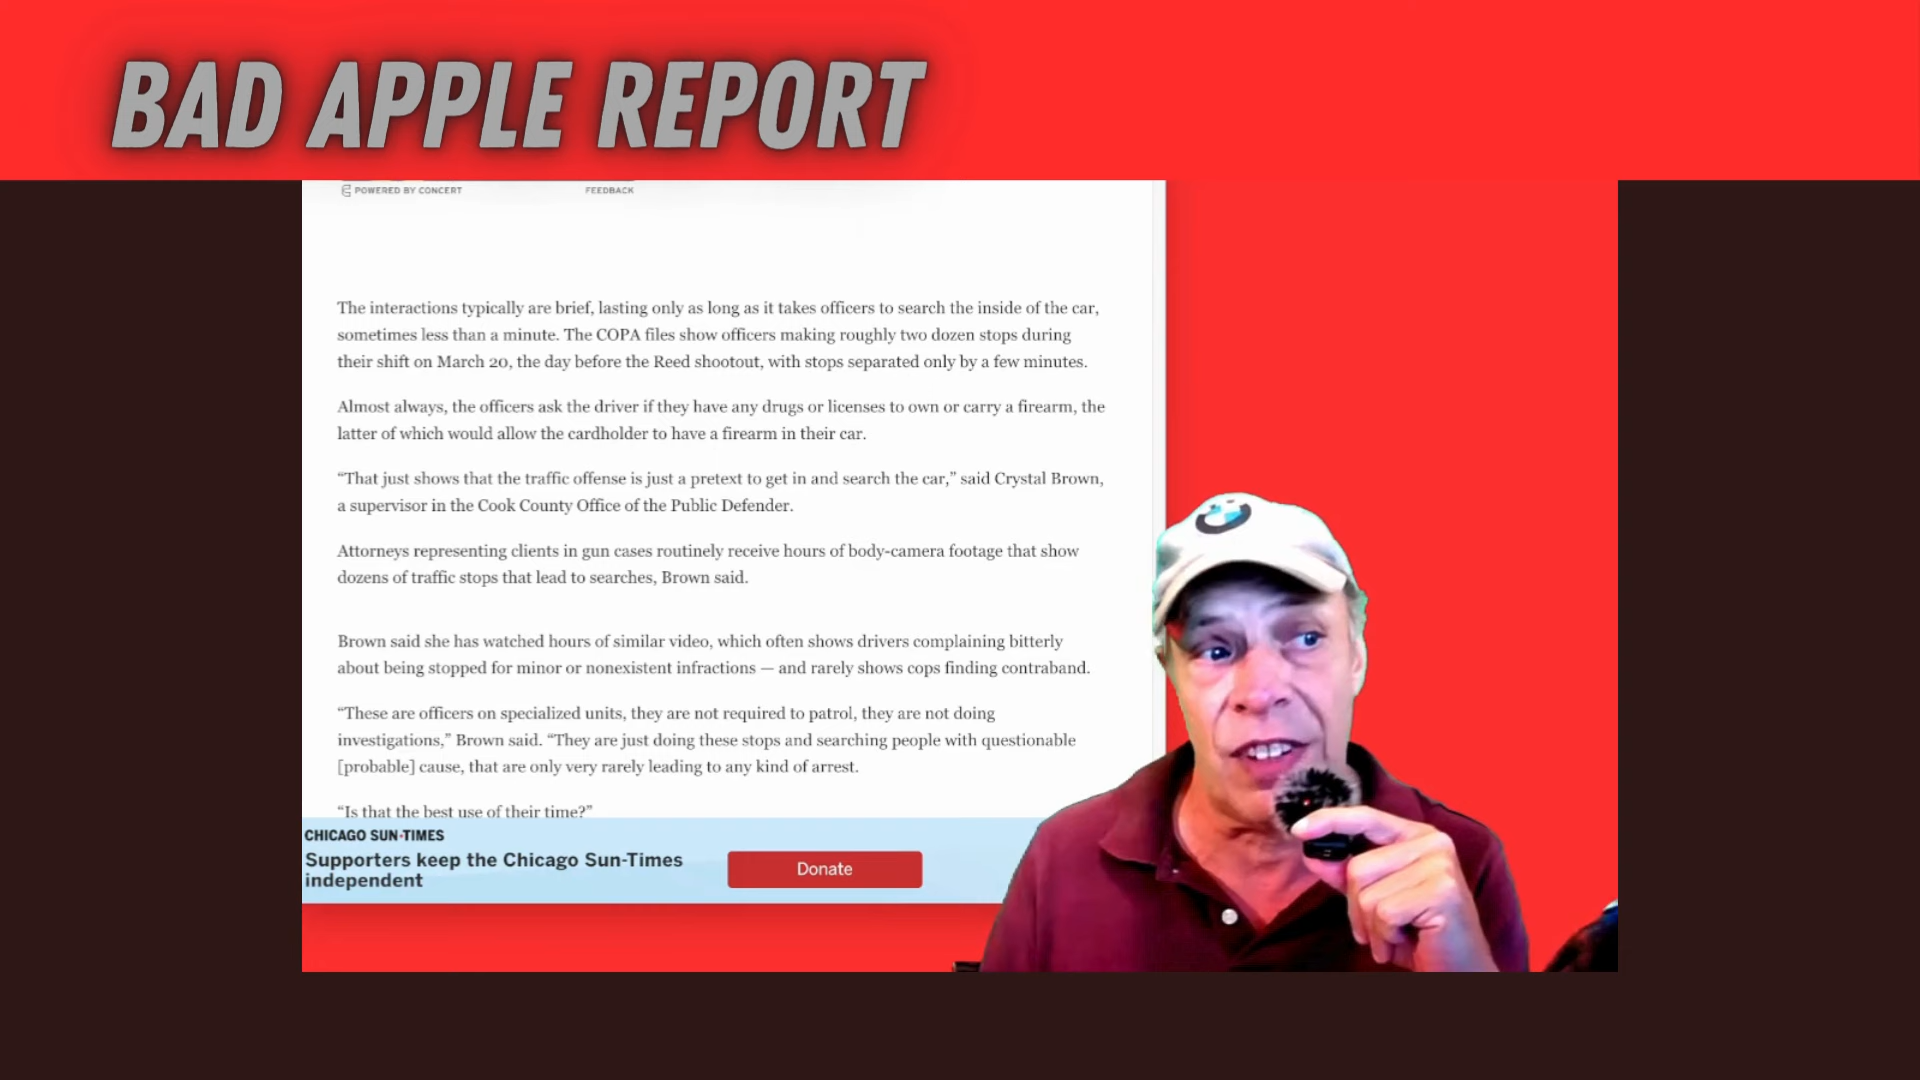 BAD APPLE REPORT
POWERED BY CONCERT
FEEDBACK
The interactions typically are brief, lasting only as long as it takes officers to search the inside of the car,
sometimes less than a minute. The COPA files show officers making roughly two dozen stops during
their shift on March 20, the day before the Reed shootout, with stops separated only by a few minutes.
Almost always, the officers ask the driver if they have any drugs or licenses to own or carry a firearm, the
latter of which would allow the cardholder to have a firearm in their car.
“That just shows that the traffic offense is just a pretext to get in and search the car,” said Crystal Brown,
a supervisor in the Cook County Office of the Public Defender.
Attorneys representing clients in gun cases routinely receive hours of body-camera footage that show
dozens of traffic stops that lead to searches, Brown said.
Brown said she has watched hours of similar video, which often shows drivers complaining bitterly
about being stopped for minor or nonexistent infractions — and rarely shows cops finding contraband.
“These are officers on specialized units, they are not required to patrol, they are not doing
investigations,” Brown said. “They are just doing these stops and searching people with questionable
[probable] cause, that are only very rarely leading to any kind of arrest.
“Is that the best use of their time?”
CHICAGO SUN•TIMES
Supporters keep the Chicago Sun-Times
independent
Donate